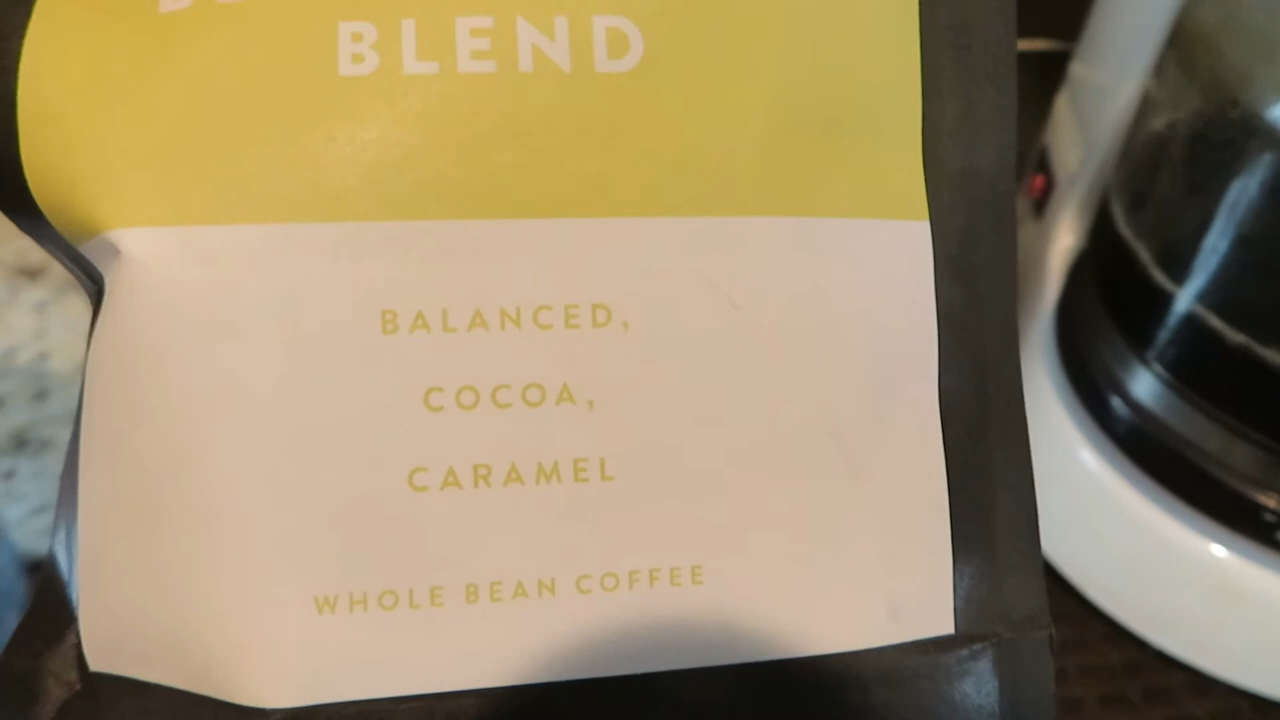 BLEND
BALANCED,
COCOA,
CARAMEL
WHOLE BEAN COFFEE